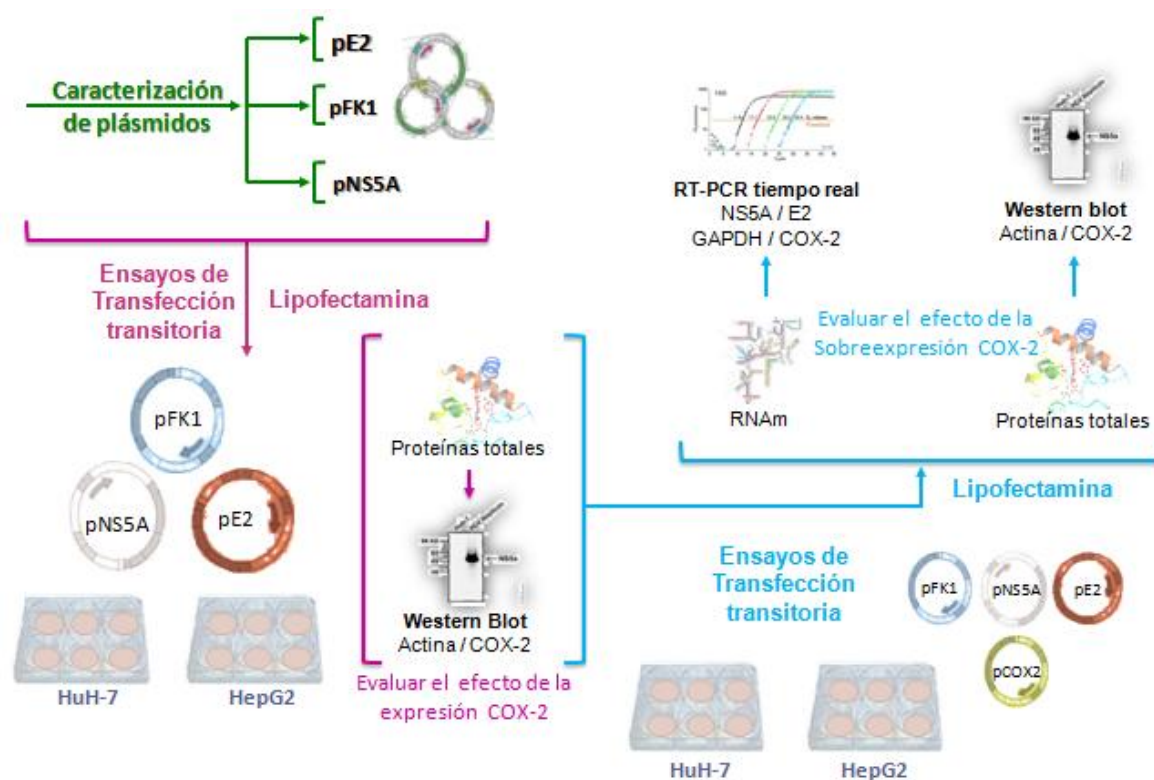 Caracterización
de plásmidos
pE2
pFK1
pNS5A
Ensayos de
Transfección
transitoria
Lipofectamina
pFK1
pNS5A
pE2
HuH-7
HepG2
Proteínas totales
Western Blot
Actina / COX-2
Evaluar el efecto de la
expresión COX-2
RT-PCR tiempo real
NS5A / E2
GAPDH / COX-2
Western blot
Actina / COX-2
Evaluar el efecto de la
Sobreexpresión COX-2
RNAm
Proteínas totales
Lipofectamina
Ensayos de
Transfección
transitoria
pFK1
pNS5A
pE2
pCOX2
HuH-7
HepG2